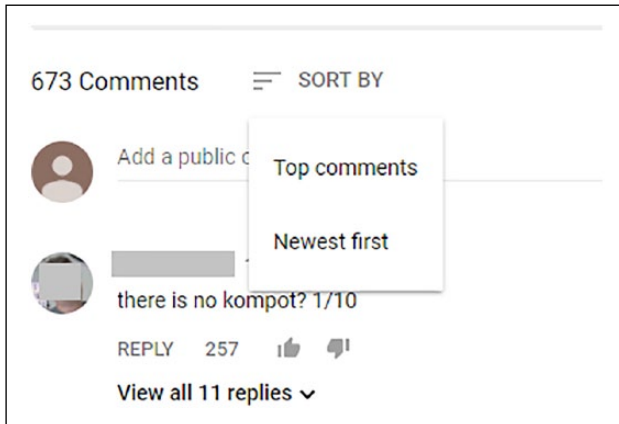 673 Comments SORT BY
Add a public
Top comments
Newest first
there is no kompot? 1/10
REPLY 257
View all 11 replies